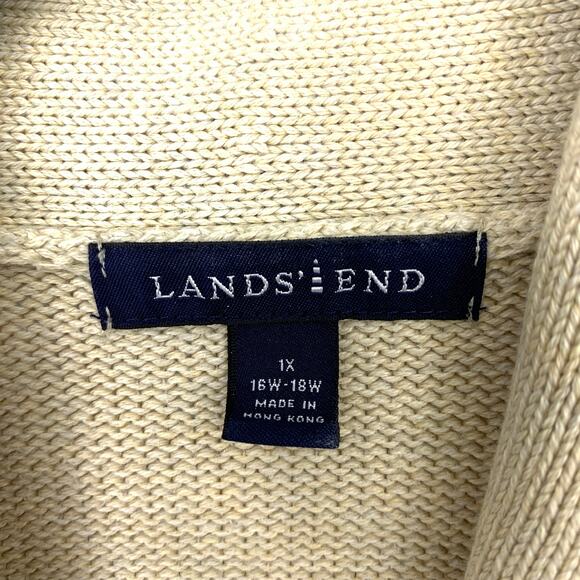 LANDS' END
1X
16W-18W
MADE IN
HONG KONG